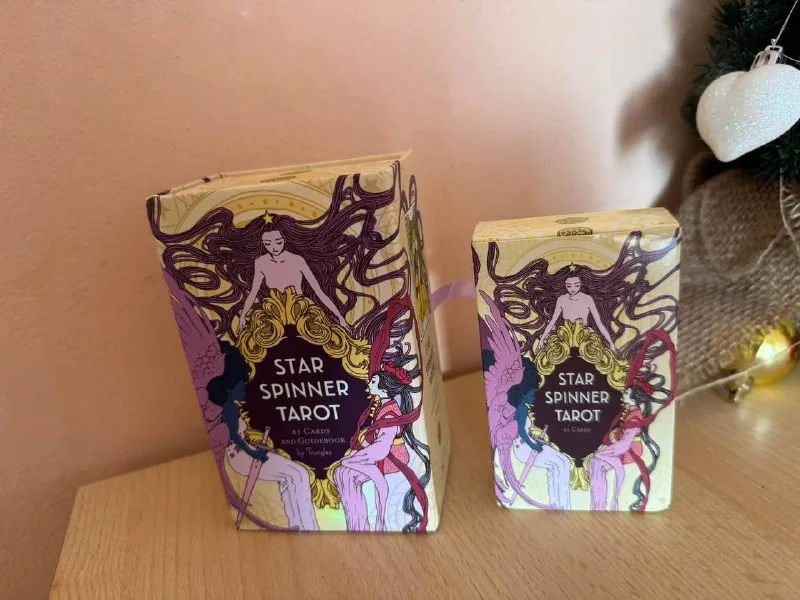 STAR
SPINNER
TAROT
81 CARDS
AND GUIDEBOOK
by Trungles
STAR
SPINNER
TAROT
81 CARDS